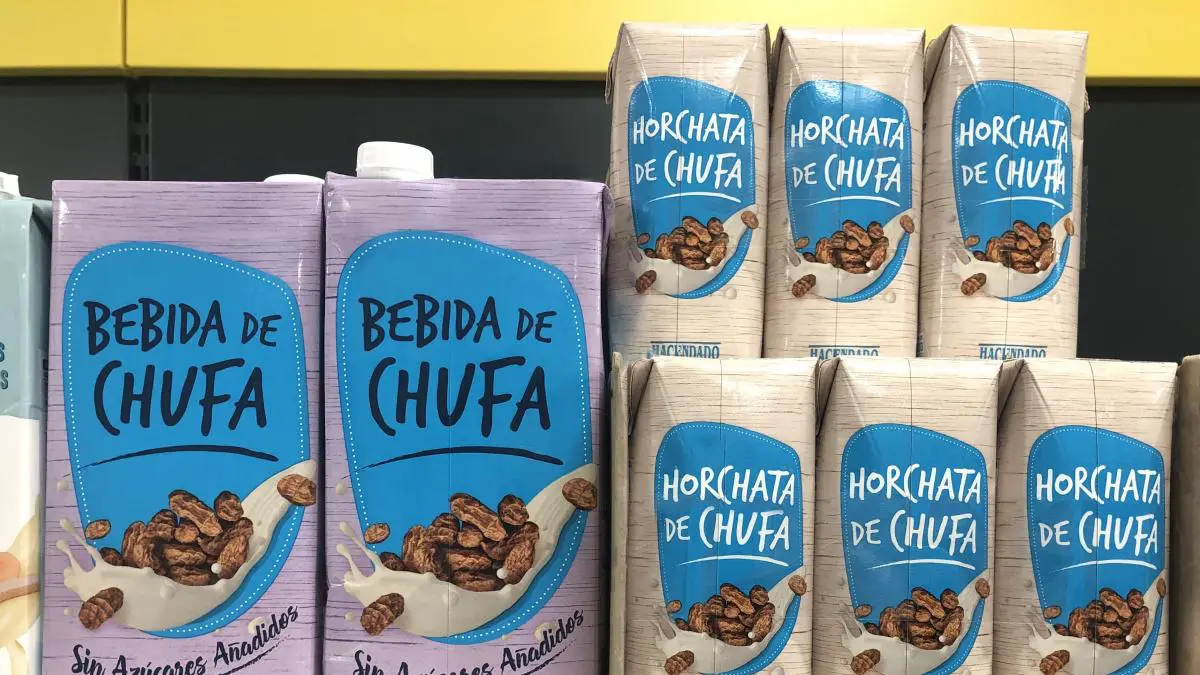 BEBIDA DE
CHUFA
Sin Azúcares Añadidos
BEBIDA DE
CHUFA
Sin Azúcares Añadidos
HORCHATA
DE CHUFA
HACENDADO
HORCHATA
DE CHUFA
HACENDADO
HORCHATA
DE CHUFA
HACENDADO
HORCHATA
DE CHUFA
HORCHATA
DE CHUFA
HORCHATA
DE CHUFA